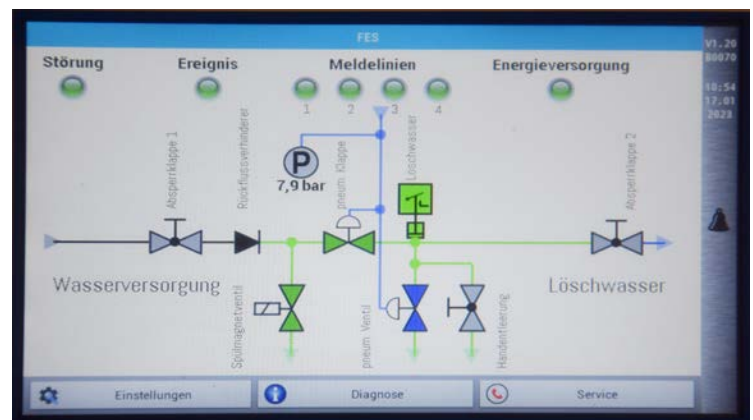 FES
V1.20
B0070
10:54
17.01
2023
Störung
Ereignis
Meldelinien
Energieversorgung
1
2
3
4
Absperrklappe 1
Rückflussverhinderer
P
7,9 bar
pneum Klappe
Löschwasser
Absperrklappe 2
Wasserversorgung
Löschwasser
Spülmagnetventil
pneum Ventil
Handentleerung
Einstellungen
Diagnose
Service